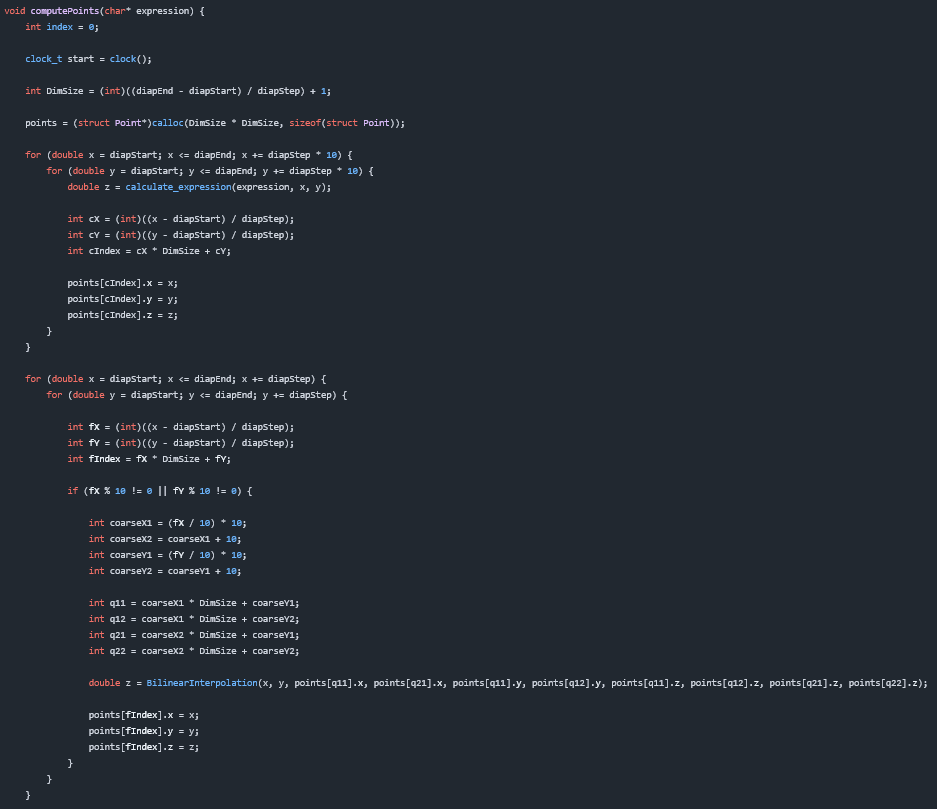 void computePoints(char* expression) {
int index = 0;
clock_t start = clock();
int DimSize = (int)((diapEnd - diapStart) / diapStep) + 1;
points = (struct Point*)calloc(DimSize * DimSize, sizeof(struct Point));
for (double x = diapStart; x <= diapEnd; x += diapStep * 10) {
for (double y = diapStart; y <= diapEnd; y += diapStep * 10) {
double z = calculate_expression(expression, x, y);
int cX = (int)((x - diapStart) / diapStep);
int cY = (int)((y - diapStart) / diapStep);
int cIndex = cX * DimSize + cY;
points[cIndex].x = x;
points[cIndex].y = y;
points[cIndex].z = z;
}
}
for (double x = diapStart; x <= diapEnd; x += diapStep) {
for (double y = diapStart; y <= diapEnd; y += diapStep) {
int fX = (int)((x - diapStart) / diapStep);
int fY = (int)((y - diapStart) / diapStep);
int fIndex = fX * DimSize + fY;
if (fX % 10 != 0 || fY % 10 != 0) {
int coarseX1 = (fX / 10) * 10;
int coarseX2 = coarseX1 + 10;
int coarseY1 = (fY / 10) * 10;
int coarseY2 = coarseY1 + 10;
int q11 = coarseX1 * DimSize + coarseY1;
int q12 = coarseX1 * DimSize + coarseY2;
int q21 = coarseX2 * DimSize + coarseY1;
int q22 = coarseX2 * DimSize + coarseY2;
double z = BilinearInterpolation(x, y, points[q11].x, points[q21].x, points[q11].y, points[q12].y, points[q11].z, points[q12].z, points[q21].z, points[q22].z);
points[fIndex].x = x;
points[fIndex].y = y;
points[fIndex].z = z;
}
}
}